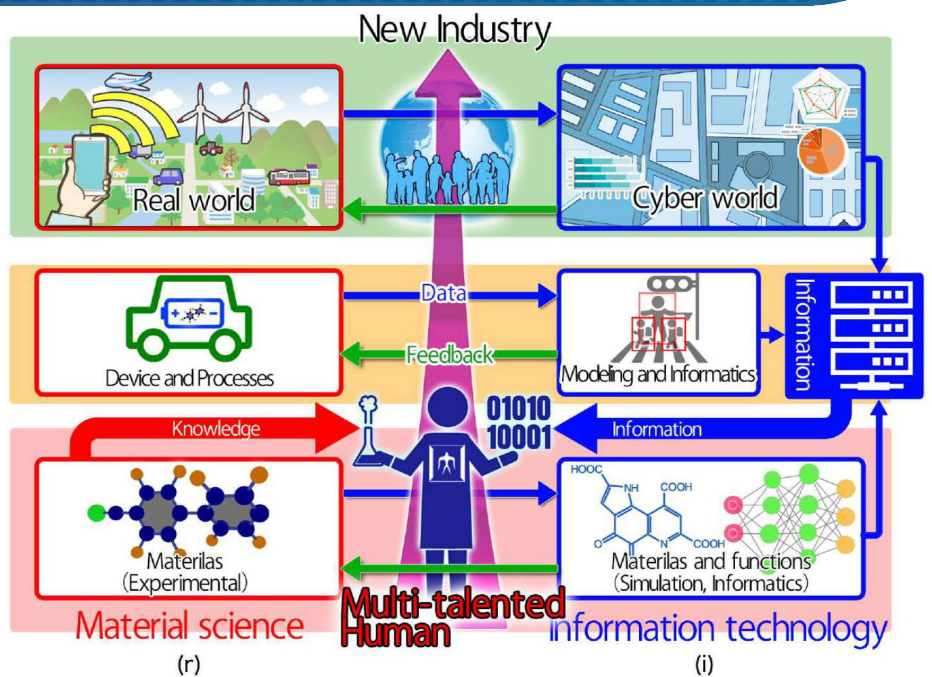 New Industry
Real world
Cyber world
Data
Feedback
Device and Processes
Modeling and Informatics
Information
Knowledge
01010
10001
Information
HOOC
NH
COOH
O
O
N
COOH
Materilas
(Experimental)
Materilas and functions
(Simulation, Informatics)
Multi-talented
Human
Material science
Information technology
(r)
(i)